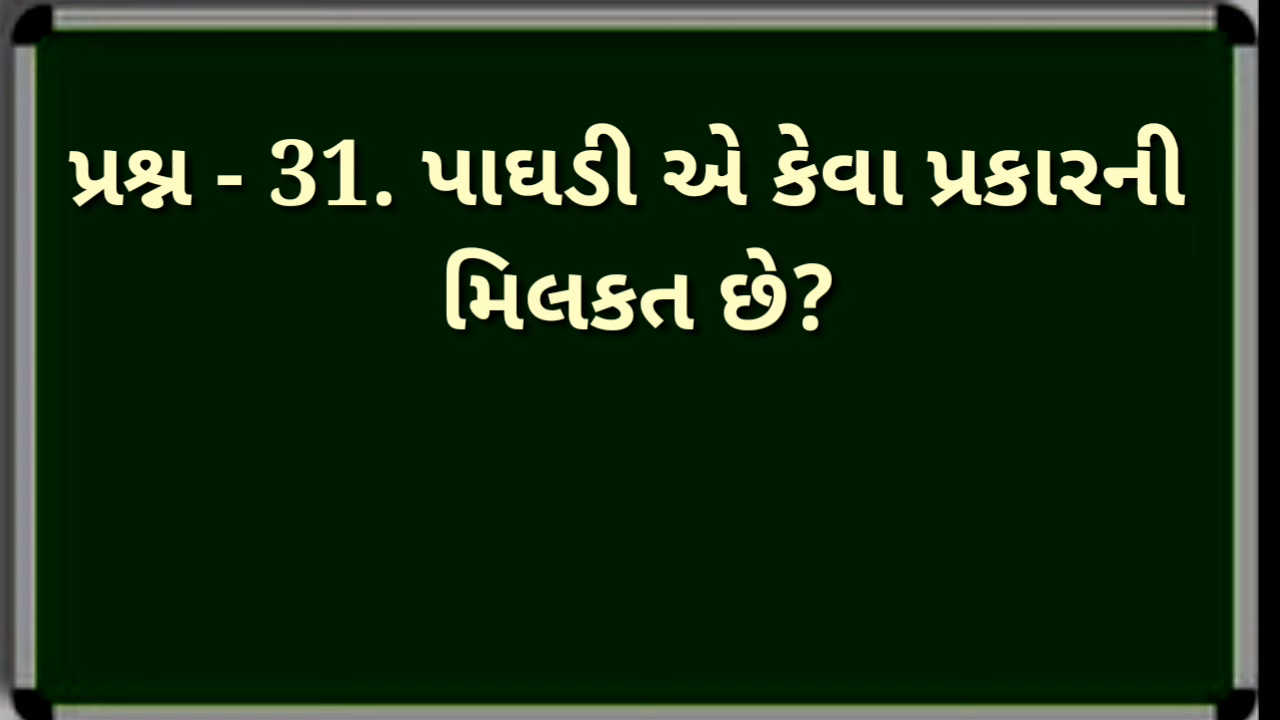 પ્રશ્ન - 31. પાઘડી એ કેવા પ્રકારની
મિલકત છે?